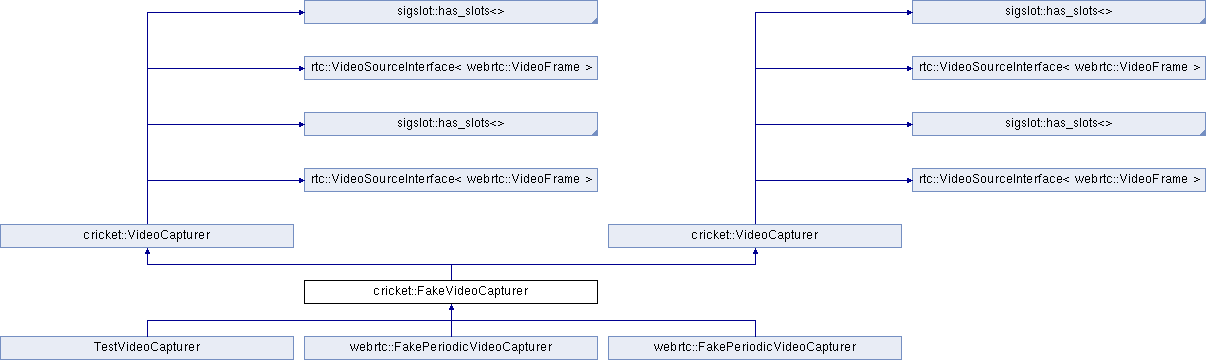 sigslot::has_slots<>
sigslot::has_slots<>
rtc::VideoSourceInterface< webrtc::VideoFrame >
rtc::VideoSourceInterface< webrtc::VideoFrame >
sigslot::has_slots<>
sigslot::has_slots<>
rtc::VideoSourceInterface< webrtc::VideoFrame >
rtc::VideoSourceInterface< webrtc::VideoFrame >
cricket::VideoCapturer
cricket::VideoCapturer
cricket::FakeVideoCapturer
TestVideoCapturer
webrtc::FakePeriodicVideoCapturer
webrtc::FakePeriodicVideoCapturer